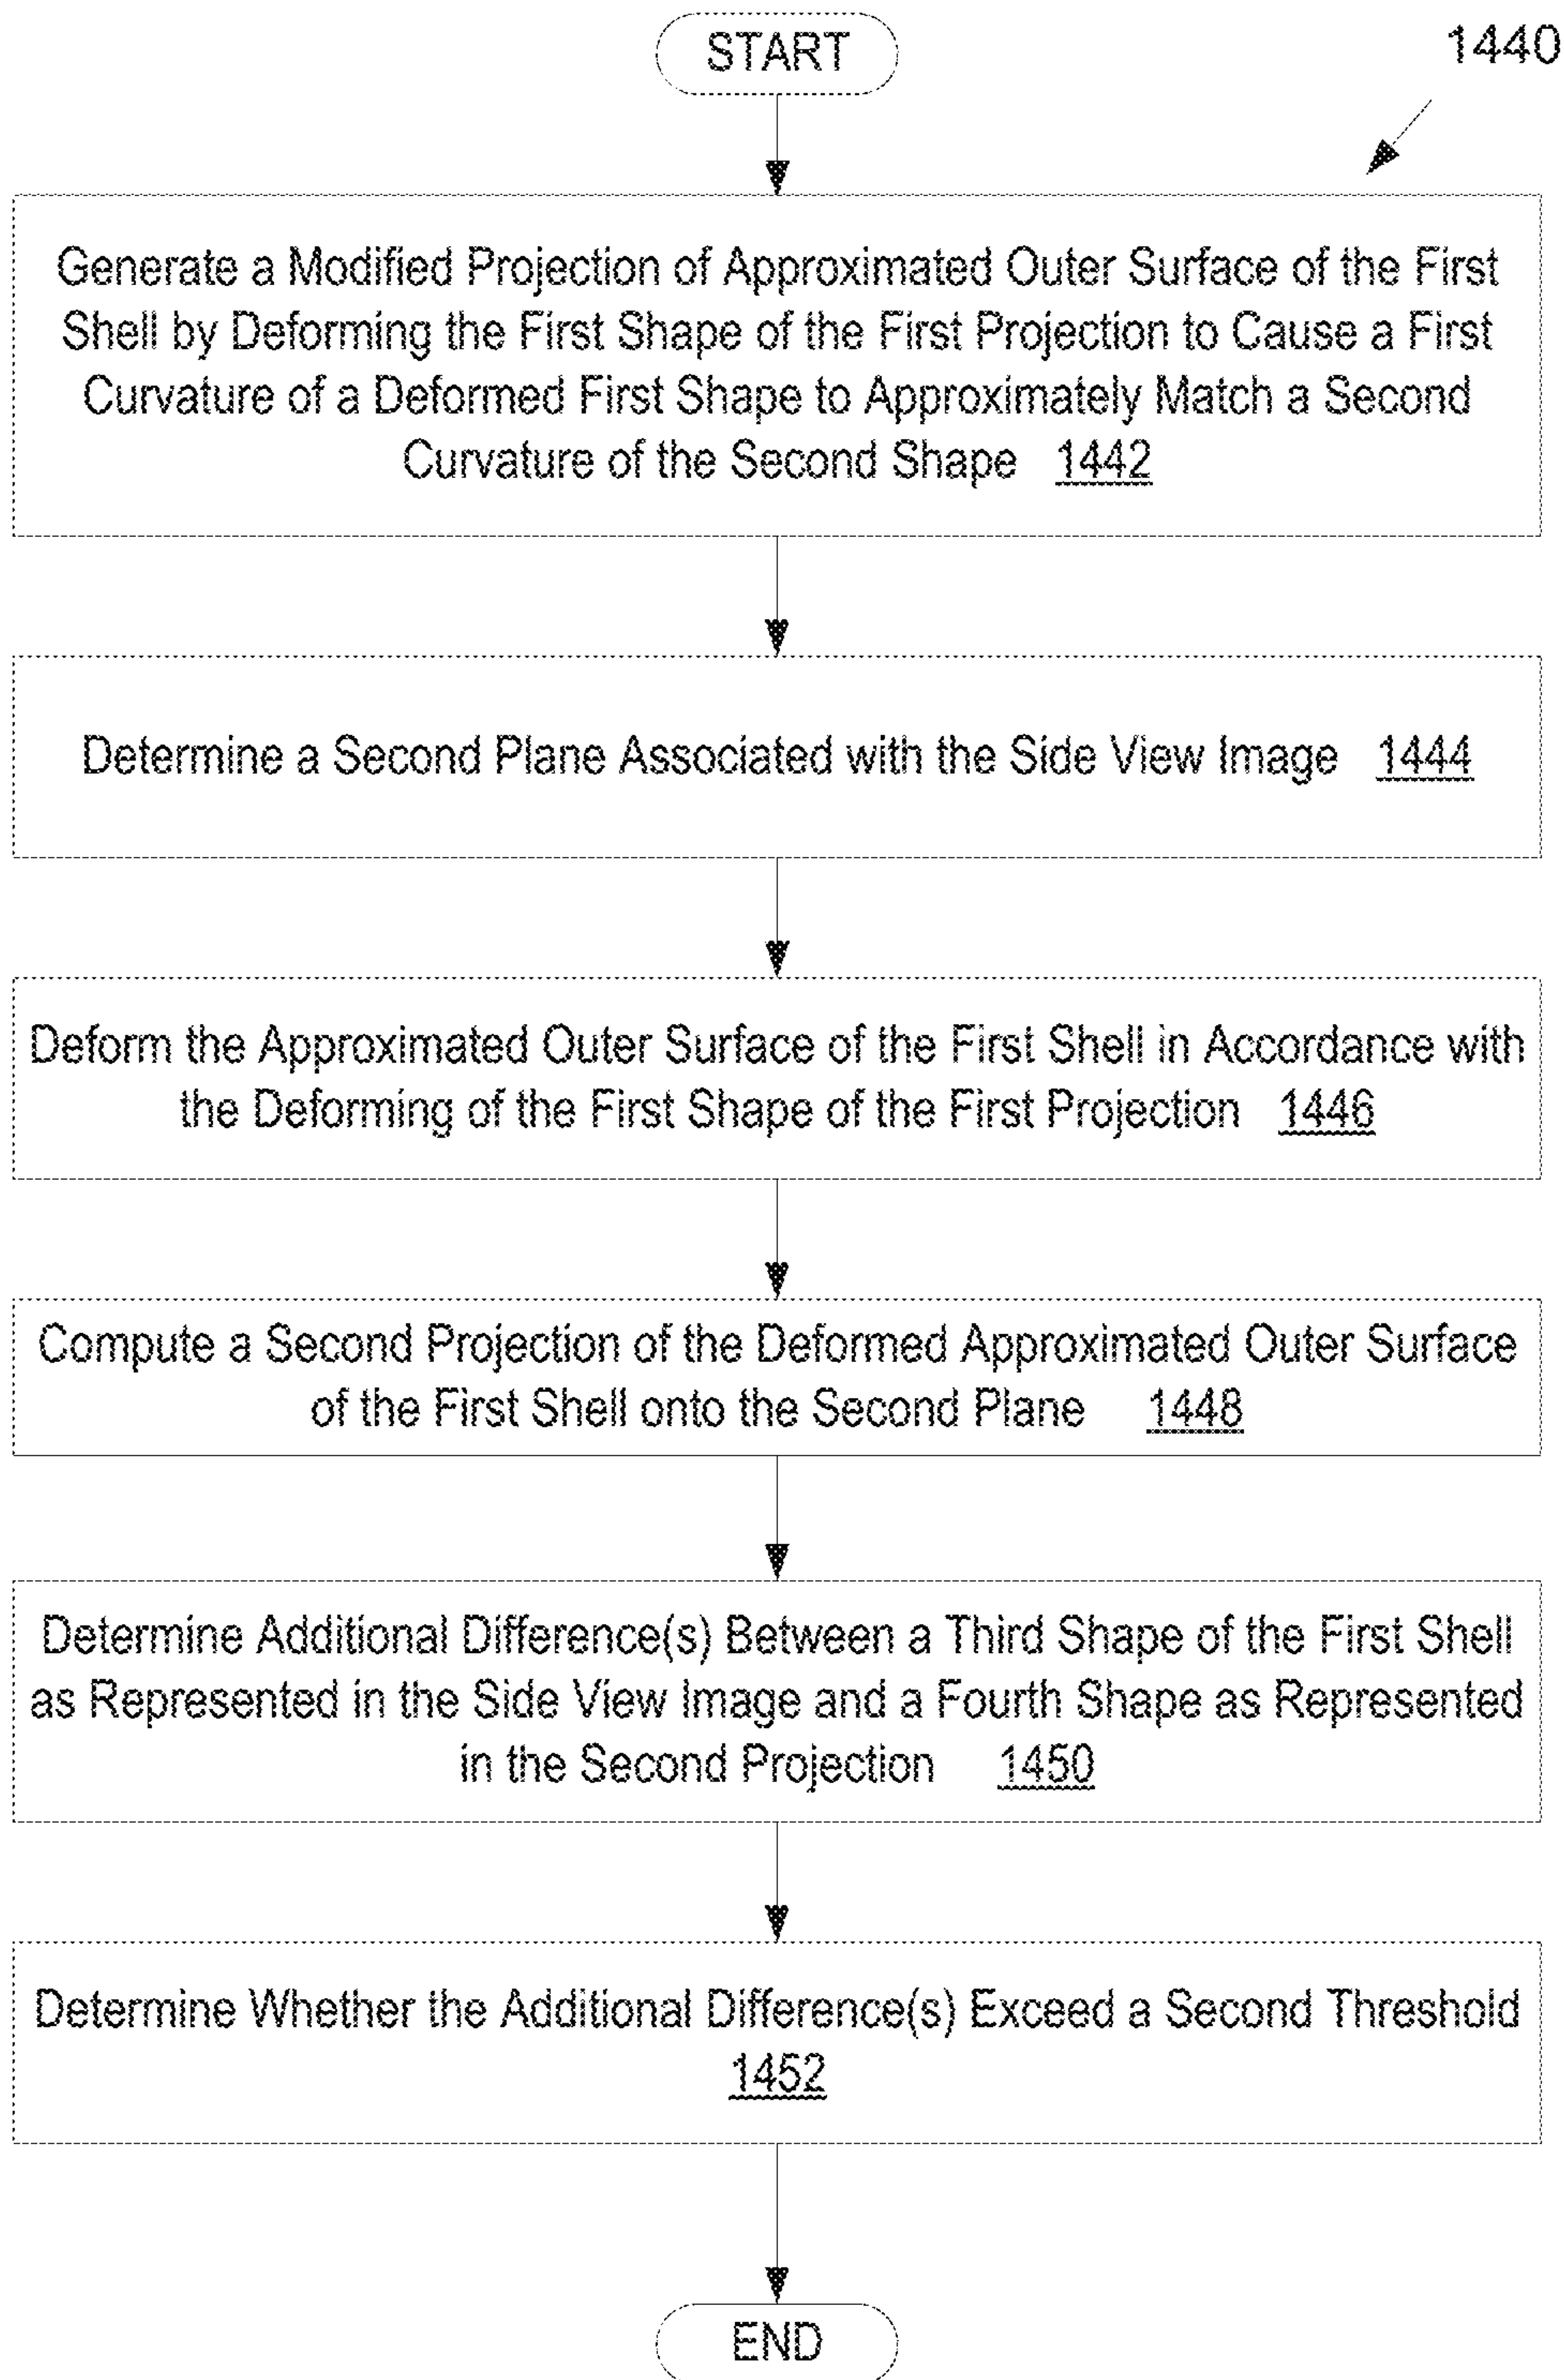 START
1440
Generate a Modified Projection of Approximated Outer Surface of the First
Shell by Deforming the First Shape of the First Projection to Cause a First
Curvature of a Deformed First Shape to Approximately Match a Second
Curvature of the Second Shape 1442
Determine a Second Plane Associated with the Side View Image 1444
Deform the Approximated Outer Surface of the First Shell in Accordance with
the Deforming of the First Shape of the First Projection 1446
Compute a Second Projection of the Deformed Approximated Outer Surface
of the First Shell onto the Second Plane 1448
Determine Additional Difference(s) Between a Third Shape of the First Shell
as Represented in the Side View Image and a Fourth Shape as Represented
in the Second Projection 1450
Determine Whether the Additional Difference(s) Exceed a Second Threshold
1452
END